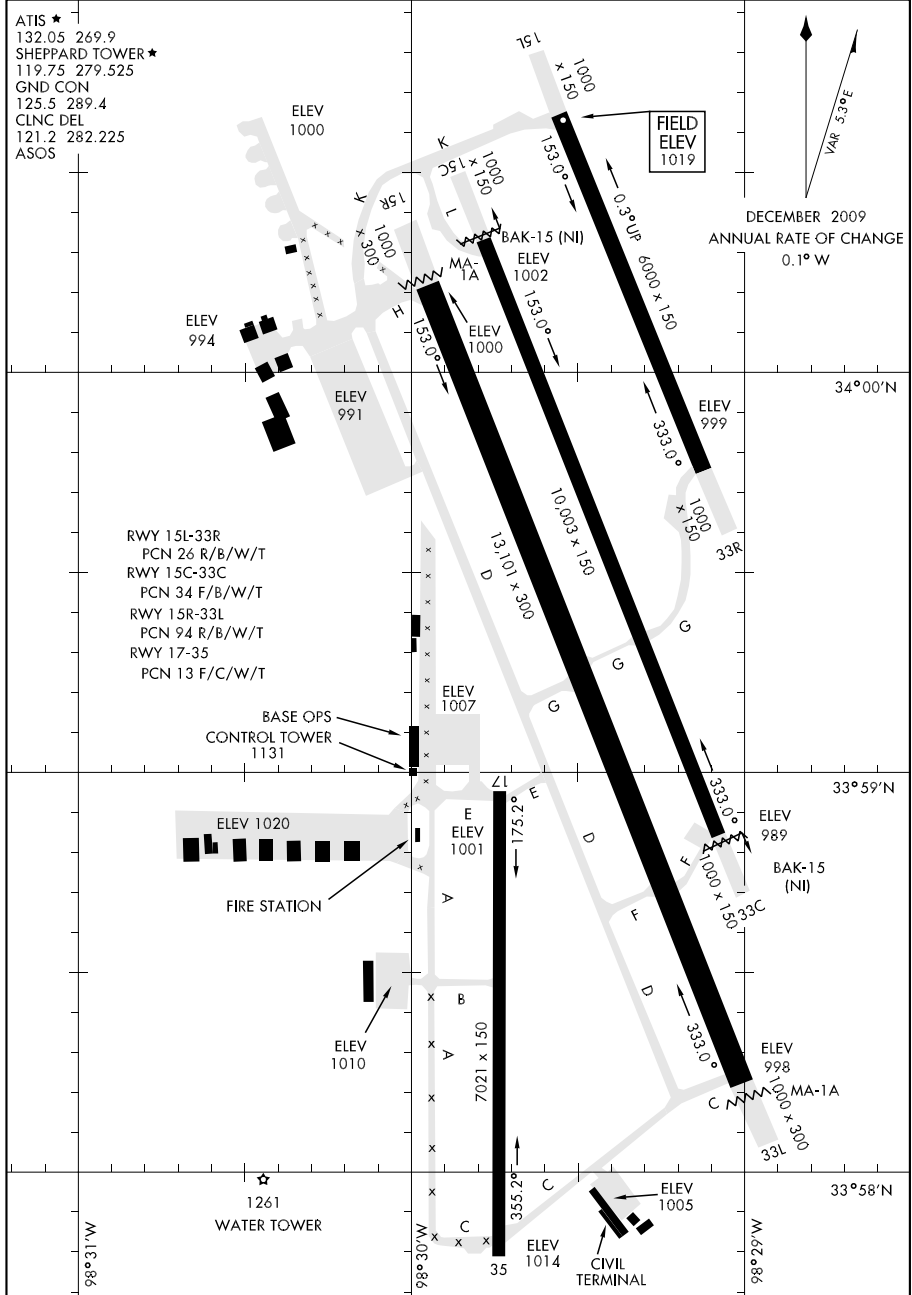 ATIS ★
132.05 269.9
SHEPPARD TOWER ★
119.75 279.525
GND CON
125.5 289.4
CLNC DEL
121.2 282.225
ASOS
ELEV
1000
15L
1000
x 150
FIELD
ELEV
1019
VAR 5.3°E
DECEMBER 2009
ANNUAL RATE OF CHANGE
0.1° W
K
15C
1000
x 150
153.0°
0.3° UP
6000 x 150
K
15R
1000
x 300
L
BAK-15 (NI)
MA-
1A
ELEV
1002
H
153.0°
ELEV
1000
153.0°
ELEV
994
ELEV
991
34°00'N
ELEV
999
333.0°
1000
x 150
33R
10,003 x 150
13,101 x 300
D
RWY 15L-33R
PCN 26 R/B/W/T
RWY 15C-33C
PCN 34 F/B/W/T
RWY 15R-33L
PCN 94 R/B/W/T
RWY 17-35
PCN 13 F/C/W/T
G
G
G
ELEV
1007
BASE OPS
CONTROL TOWER
1131
33°59'N
17
E
175.2°
E
ELEV
1001
ELEV 1020
D
333.0°
ELEV
989
BAK-15
(NI)
F
1000 x 150
33C
FIRE STATION
A
F
D
B
A
7021 x 150
ELEV
1010
333.0°
ELEV
998
MA-1A
C
1000 x 300
33L
33°58'N
1261
WATER TOWER
355.2°
C
ELEV
1005
C
ELEV
1014
35
CIVIL
TERMINAL
98°31'W
98°30'W
98°29'W